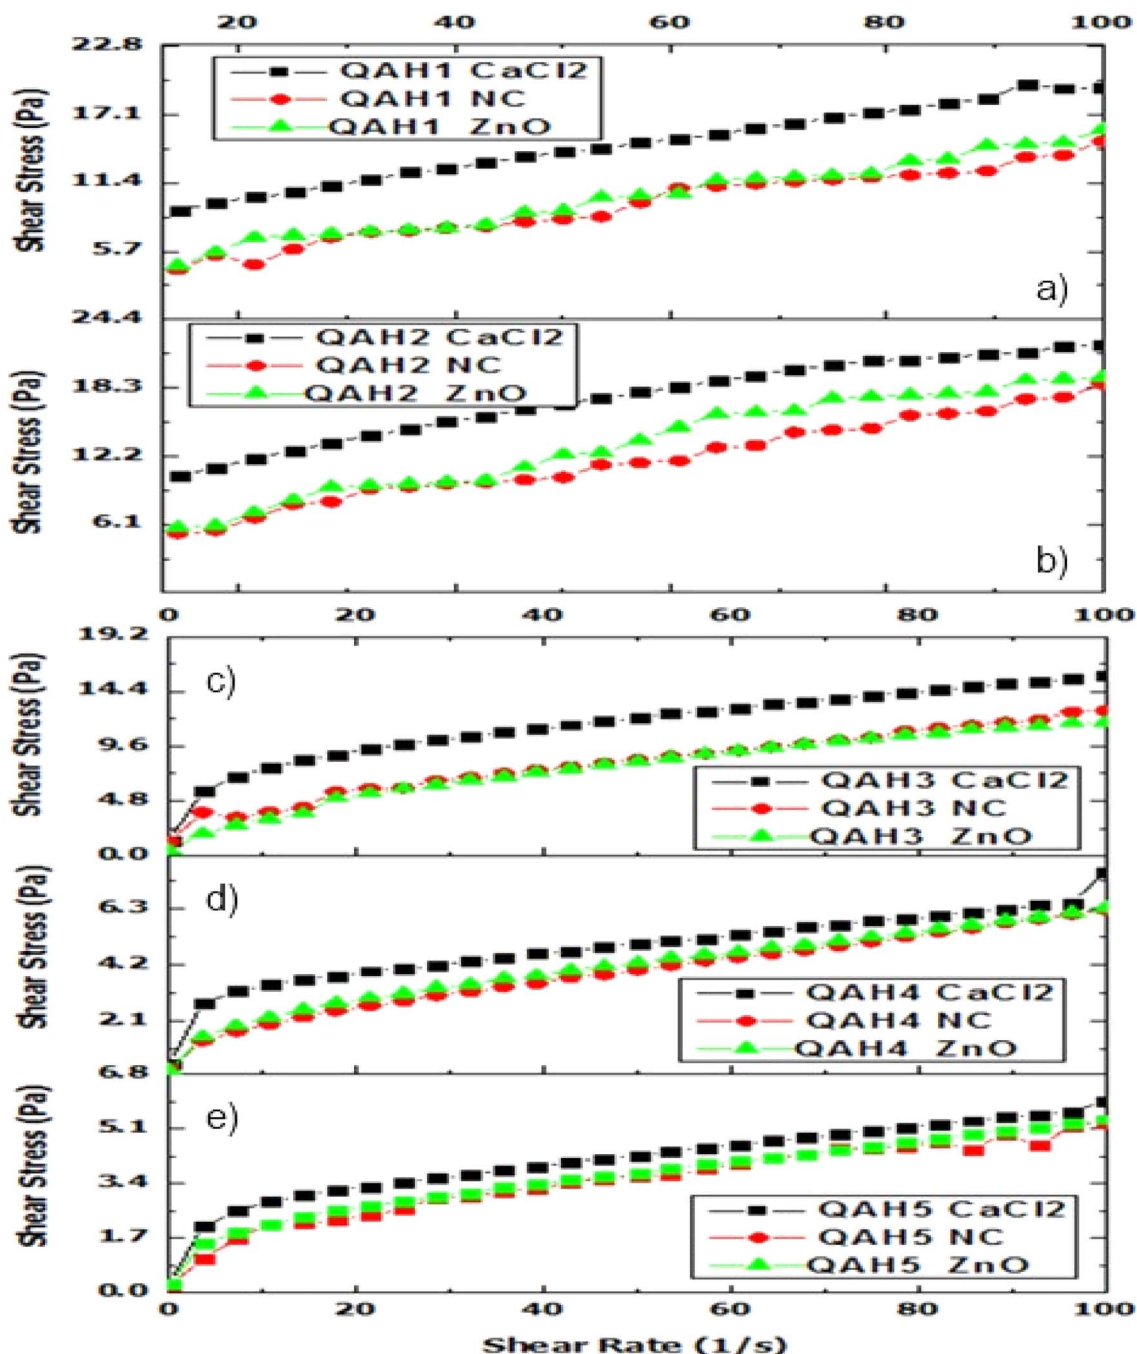 20 40 60 80 100
22.8
QAH1 CaCl2
QAH1 NC
QAH1 ZnO
17.1
11.4
5.7
Shear Stress (Pa)
a)
24.4
QAH2 CaCl2
QAH2 NC
QAH2 ZnO
18.3
12.2
6.1
Shear Stress (Pa)
b)
0 20 40 60 80 100
19.2
c)
14.4
9.6
4.8
0.0
Shear Stress (Pa)
QAH3 CaCl2
QAH3 NC
QAH3 ZnO
d)
6.3
4.2
2.1
Shear Stress (Pa)
QAH4 CaCl2
QAH4 NC
QAH4 ZnO
6.8
e)
5.1
3.4
1.7
0.0
Shear Stress (Pa)
QAH5 CaCl2
QAH5 NC
QAH5 ZnO
0 20 40 60 80 100
Shear Rate (1/s)